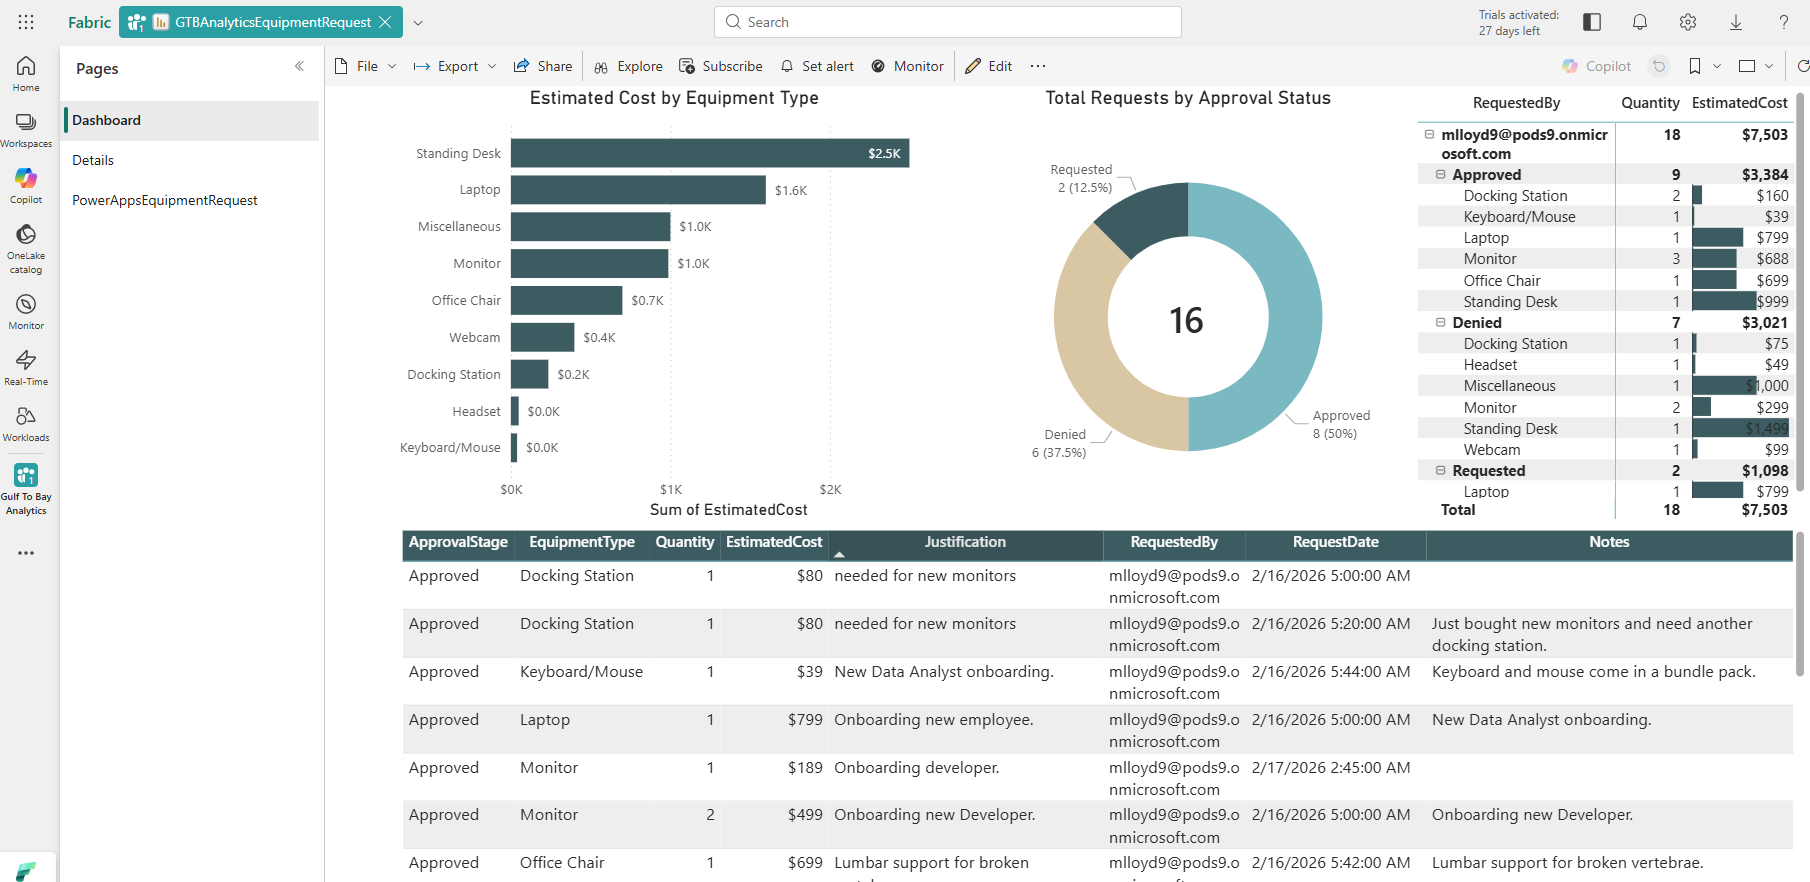 Fabric
GTBAnalyticsEquipmentRequest
Search
Trials activated:
27 days left
?
Home
Workspaces
Copilot
OneLake
catalog
Monitor
Real-Time
Workloads
Gulf To Bay
Analytics
Pages
Dashboard
Details
PowerAppsEquipmentRequest
File
Export
Share
Explore
Subscribe
Set alert
Monitor
Edit
Copilot
Estimated Cost by Equipment Type
Standing Desk $2.5K
Laptop $1.6K
Miscellaneous $1.0K
Monitor $1.0K
Office Chair $0.7K
Webcam $0.4K
Docking Station $0.2K
Headset $0.0K
Keyboard/Mouse $0.0K
$0K $1K $2K
Sum of EstimatedCost
Total Requests by Approval Status
Requested
2 (12.5%)
16
Approved
8 (50%)
Denied
6 (37.5%)
RequestedBy Quantity EstimatedCost
mlloyd9@pods9.onmicr 18 $7,503
osoft.com
Approved 9 $3,384
Docking Station 2 $160
Keyboard/Mouse 1 $39
Laptop 1 $799
Monitor 3 $688
Office Chair 1 $699
Standing Desk 1 $999
Denied 7 $3,021
Docking Station 1 $75
Headset 1 $49
Miscellaneous 1 $1,000
Monitor 2 $299
Standing Desk 1 $1,499
Webcam 1 $99
Requested 2 $1,098
Laptop 1 $799
Total 18 $7,503
ApprovalStage EquipmentType Quantity EstimatedCost Justification RequestedBy RequestDate Notes
Approved Docking Station 1 $80 needed for new monitors mlloyd9@pods9.o 2/16/2026 5:00:00 AM
nmicrosoft.com
Approved Docking Station 1 $80 needed for new monitors mlloyd9@pods9.o 2/16/2026 5:20:00 AM Just bought new monitors and need another
nmicrosoft.com docking station.
Approved Keyboard/Mouse 1 $39 New Data Analyst onboarding. mlloyd9@pods9.o 2/16/2026 5:44:00 AM Keyboard and mouse come in a bundle pack.
nmicrosoft.com
Approved Laptop 1 $799 Onboarding new employee. mlloyd9@pods9.o 2/16/2026 5:00:00 AM New Data Analyst onboarding.
nmicrosoft.com
Approved Monitor 1 $189 Onboarding developer. mlloyd9@pods9.o 2/17/2026 2:45:00 AM
nmicrosoft.com
Approved Monitor 2 $499 Onboarding new Developer. mlloyd9@pods9.o 2/16/2026 5:00:00 AM Onboarding new Developer.
nmicrosoft.com
Approved Office Chair 1 $699 Lumbar support for broken mlloyd9@pods9.o 2/16/2026 5:42:00 AM Lumbar support for broken vertebrae.